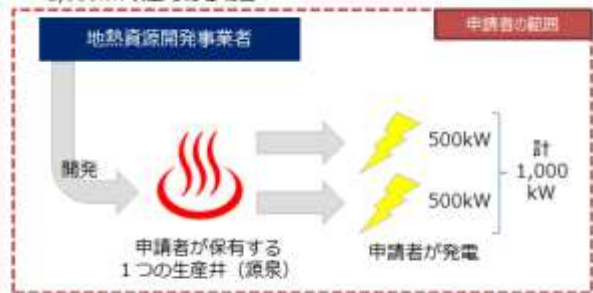 申請者の範囲
地熱資源開発事業者
開発
500kW
500kW
計
1,000
kW
申請者が保有する
1つの生産井(源泉)
申請者が発電